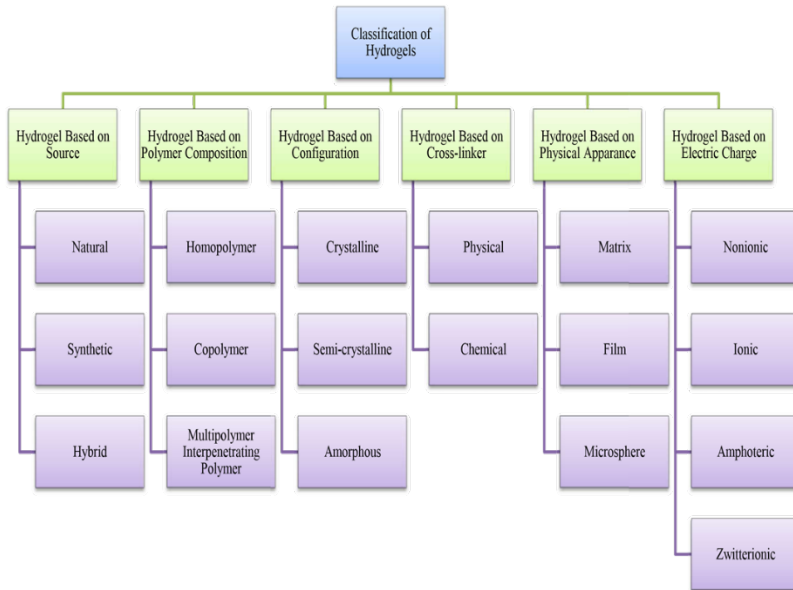 Classification of
Hydrogels
Hydrogel Based on
Source
Hydrogel Based on
Polymer Composition
Hydrogel Based on
Configuration
Hydrogel Based on
Cross-linker
Hydrogel Based on
Physical Apparance
Hydrogel Based on
Electric Charge
Natural
Homopolymer
Crystalline
Physical
Matrix
Nonionic
Synthetic
Copolymer
Semi-crystalline
Chemical
Film
Ionic
Hybrid
Multipolymer
Interpenetrating
Polymer
Amorphous
Microsphere
Amphoteric
Zwitterionic